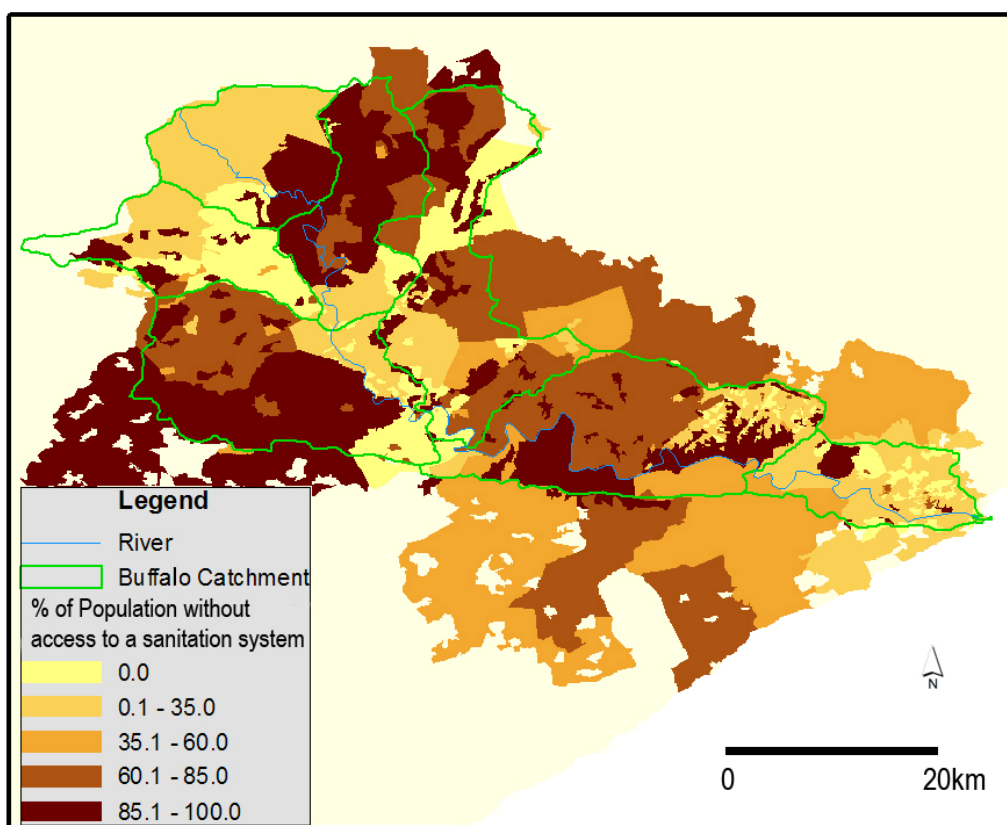 Legend
River
Buffalo Catchment
% of Population without
access to a sanitation system
0.0
0.1 - 35.0
35.1 - 60.0
60.1 - 85.0
85.1 - 100.0
N
0 20km